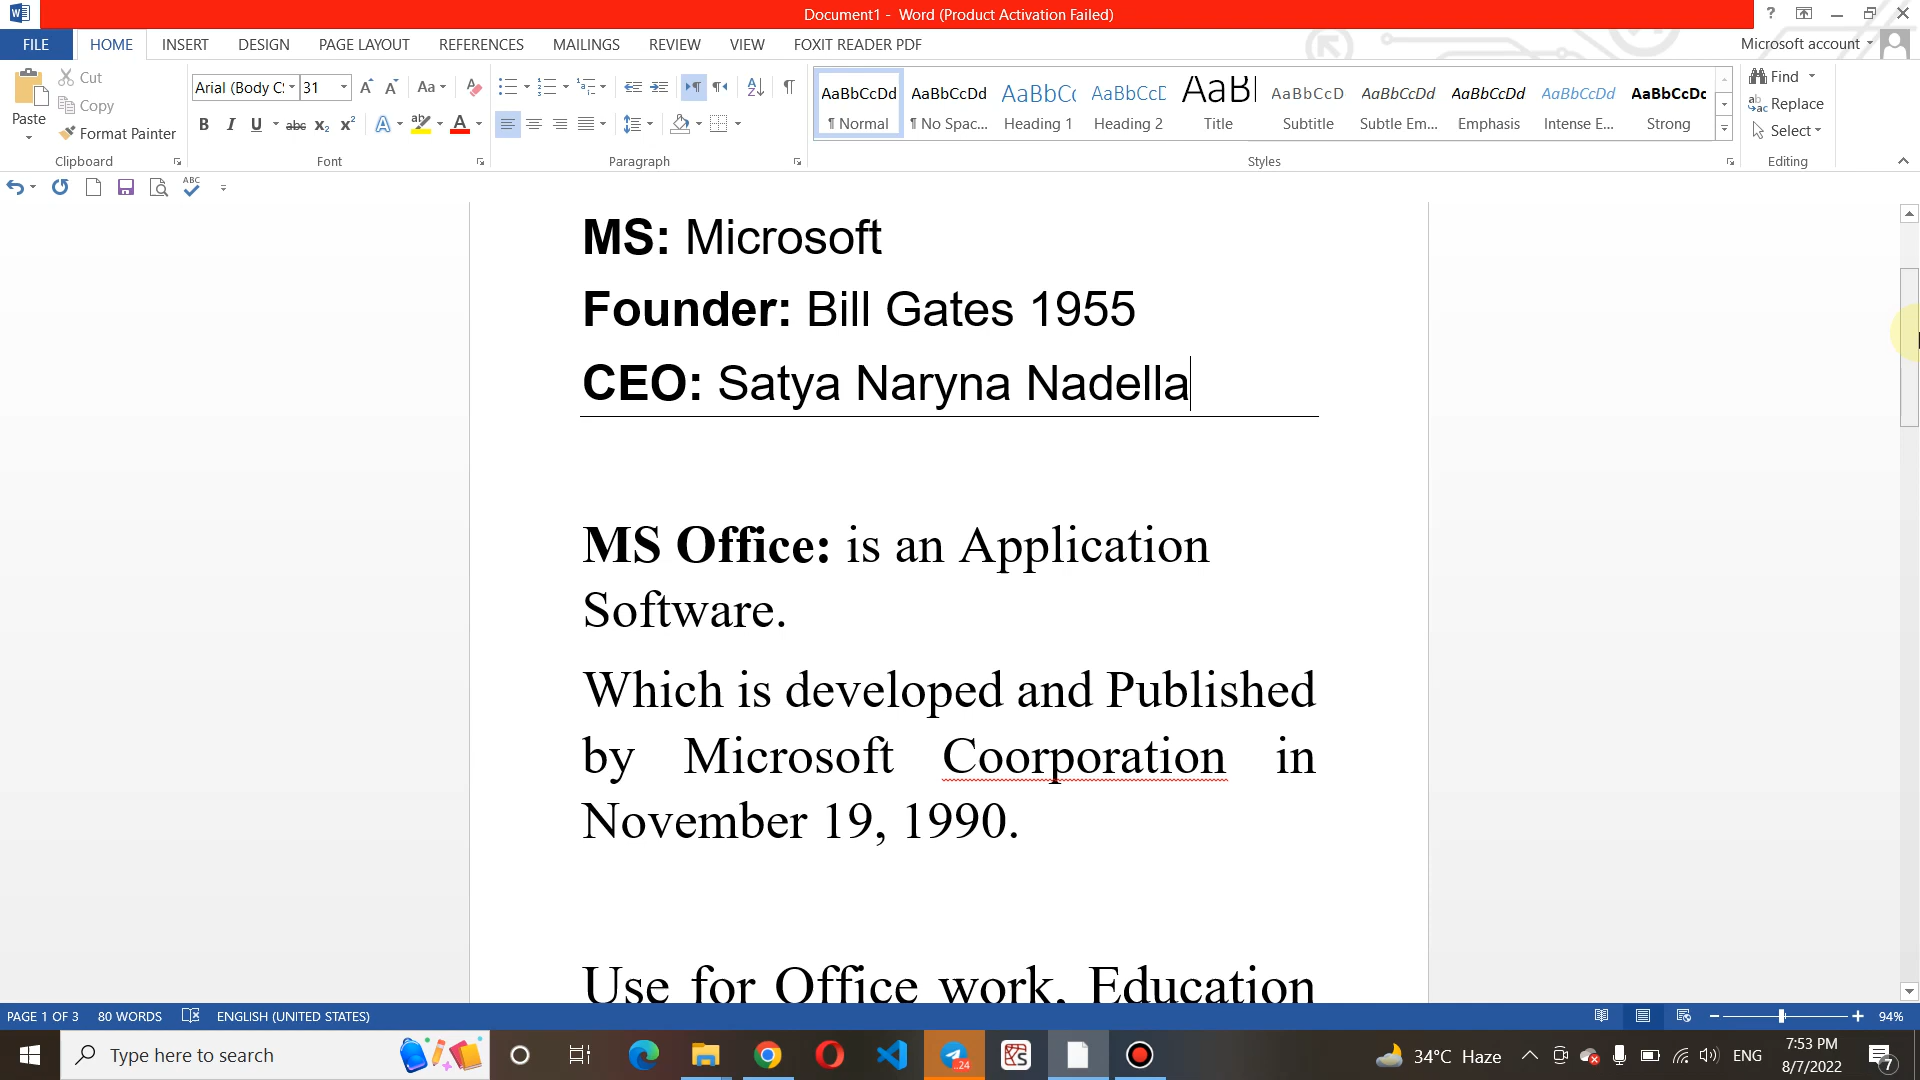 Document1 - Word (Product Activation Failed)
FILE HOME INSERT DESIGN PAGE LAYOUT REFERENCES MAILINGS REVIEW VIEW FOXIT READER PDF
Microsoft account
Paste
Cut
Copy
Format Painter
Clipboard
Arial (Body C 31
Font
Paragraph
AaBbCcDd AaBbCcDd AaBbC AaBbCcD AaB AaBbCcD AaBbCcDd AaBbCcDd AaBbCcDd AaBbCcDc
¶ Normal ¶ No Spac... Heading 1 Heading 2 Title Subtitle Subtle Em... Emphasis Intense E... Strong
Styles
Find
Replace
Select
Editing
MS: Microsoft
Founder: Bill Gates 1955
CEO: Satya Naryna Nadella
MS Office: is an Application
Software.
Which is developed and Published
by Microsoft Coorporation in
November 19, 1990.
Use for Office work, Education
PAGE 1 OF 3 80 WORDS ENGLISH (UNITED STATES)
94%
Type here to search
24
34°C Haze
ENG
7:53 PM
8/7/2022
7